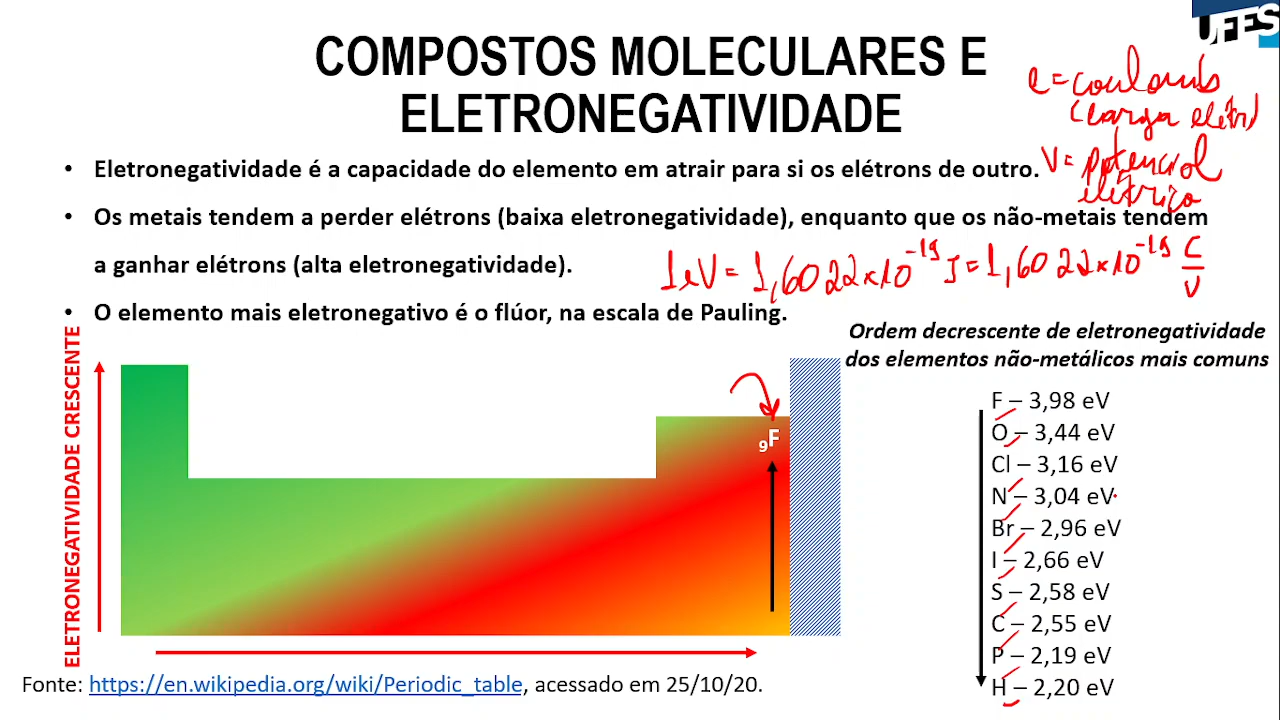 UFES
COMPOSTOS MOLECULARES E
ELETRONEGATIVIDADE
e = coulomb
(carga eletr)
V = potencial
elétrico
• Eletronegatividade é a capacidade do elemento em atrair para si os elétrons de outro.
• Os metais tendem a perder elétrons (baixa eletronegatividade), enquanto que os não-metais tendem
a ganhar elétrons (alta eletronegatividade).
1 eV = 1,6022 x 10^-19 J = 1,6022 x 10^-19 C/V
• O elemento mais eletronegativo é o flúor, na escala de Pauling.
ELETRONEGATIVIDADE CRESCENTE
₉F
Ordem decrescente de eletronegatividade
dos elementos não-metálicos mais comuns
F – 3,98 eV
O – 3,44 eV
Cl – 3,16 eV
N – 3,04 eV
Br – 2,96 eV
I – 2,66 eV
S – 2,58 eV
C – 2,55 eV
P – 2,19 eV
H – 2,20 eV
Fonte: https://en.wikipedia.org/wiki/Periodic_table, acessado em 25/10/20.